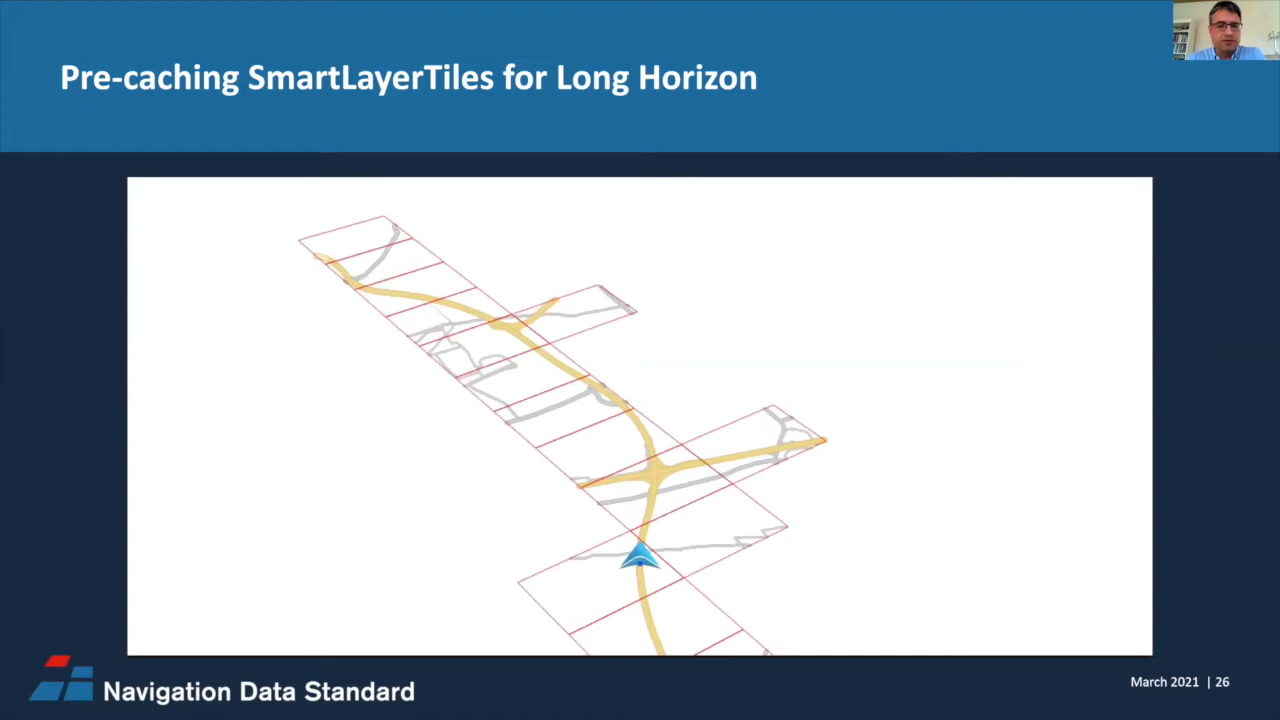 Pre-caching SmartLayerTiles for Long Horizon
Navigation Data Standard
March 2021 | 26